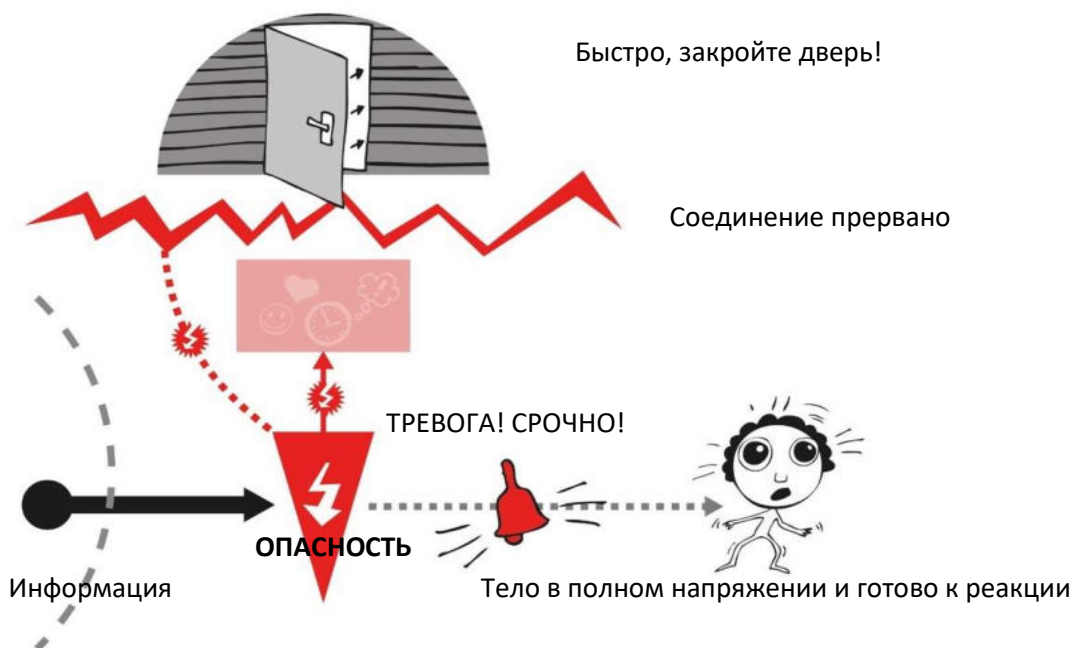 Быстро, закройте дверь!
Соединение прервано
ТРЕВОГА! СРОЧНО!
ОПАСНОСТЬ
Информация
Тело в полном напряжении и готово к реакции